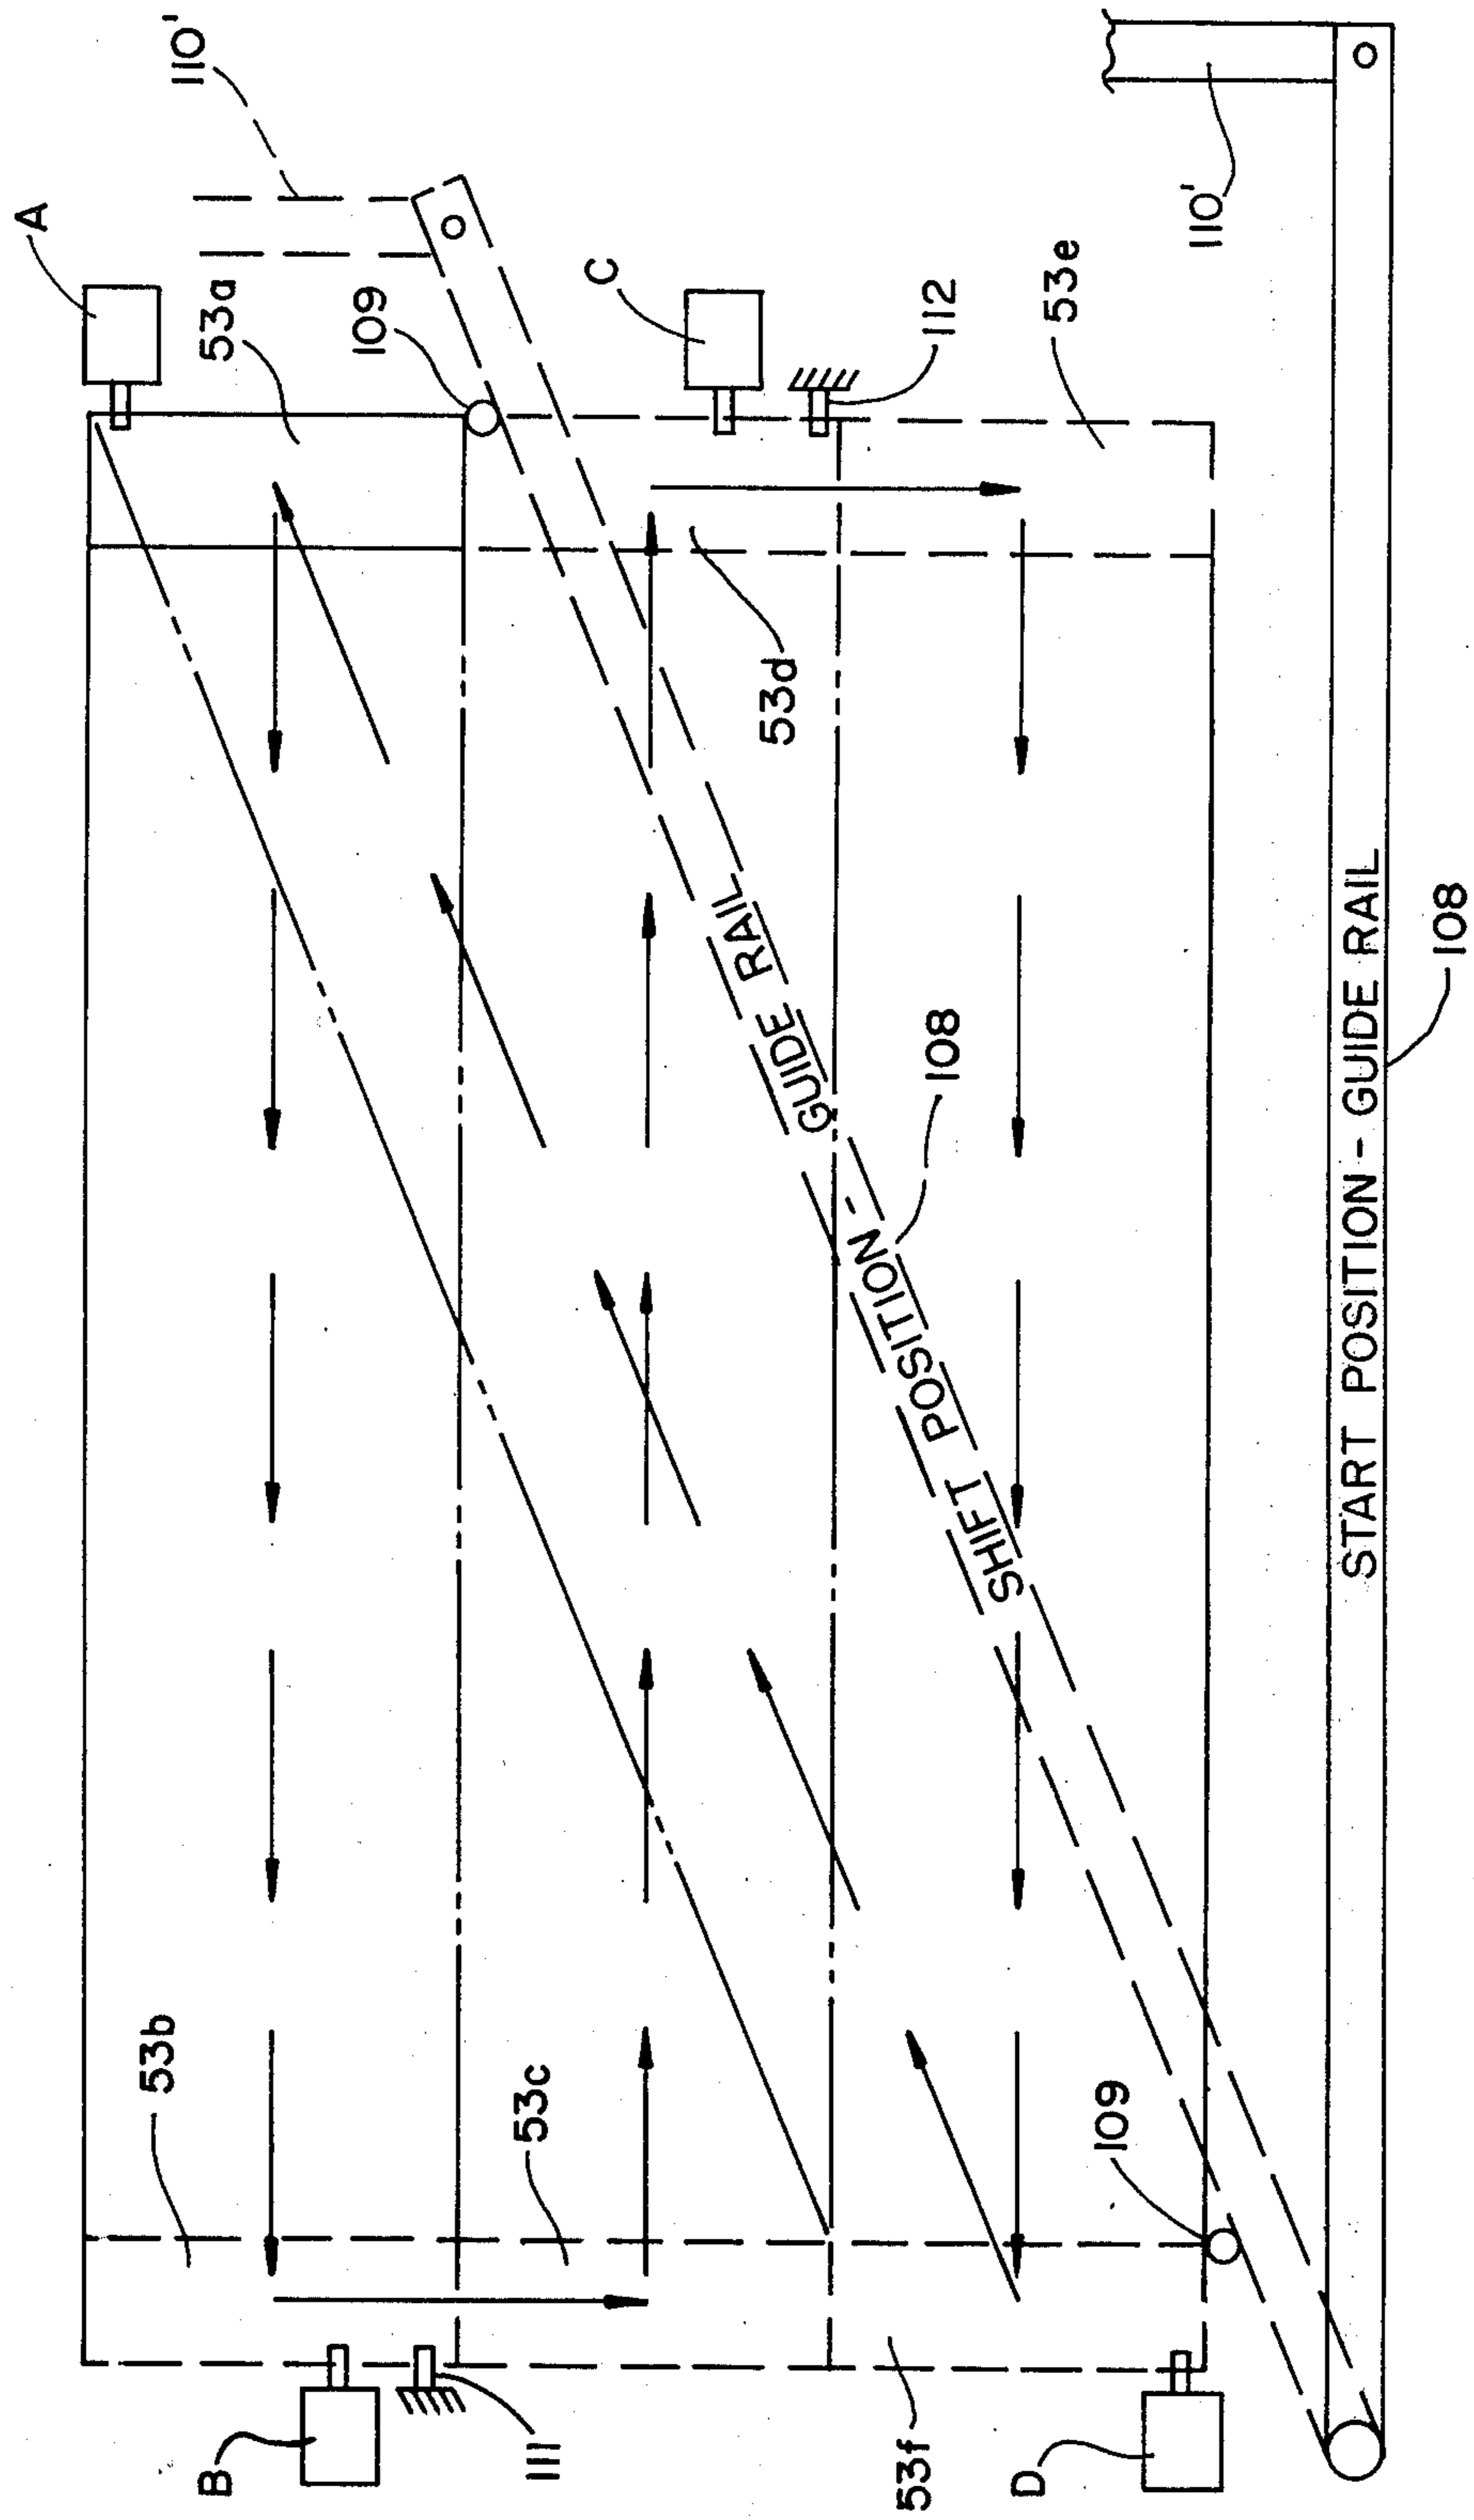 A
53b
110'
B
53a
109
53c
111
C
53d
SHIFT POSITION - GUIDE RAIL
53f
108
112
D
53e
109
110'
START POSITION - GUIDE RAIL
108